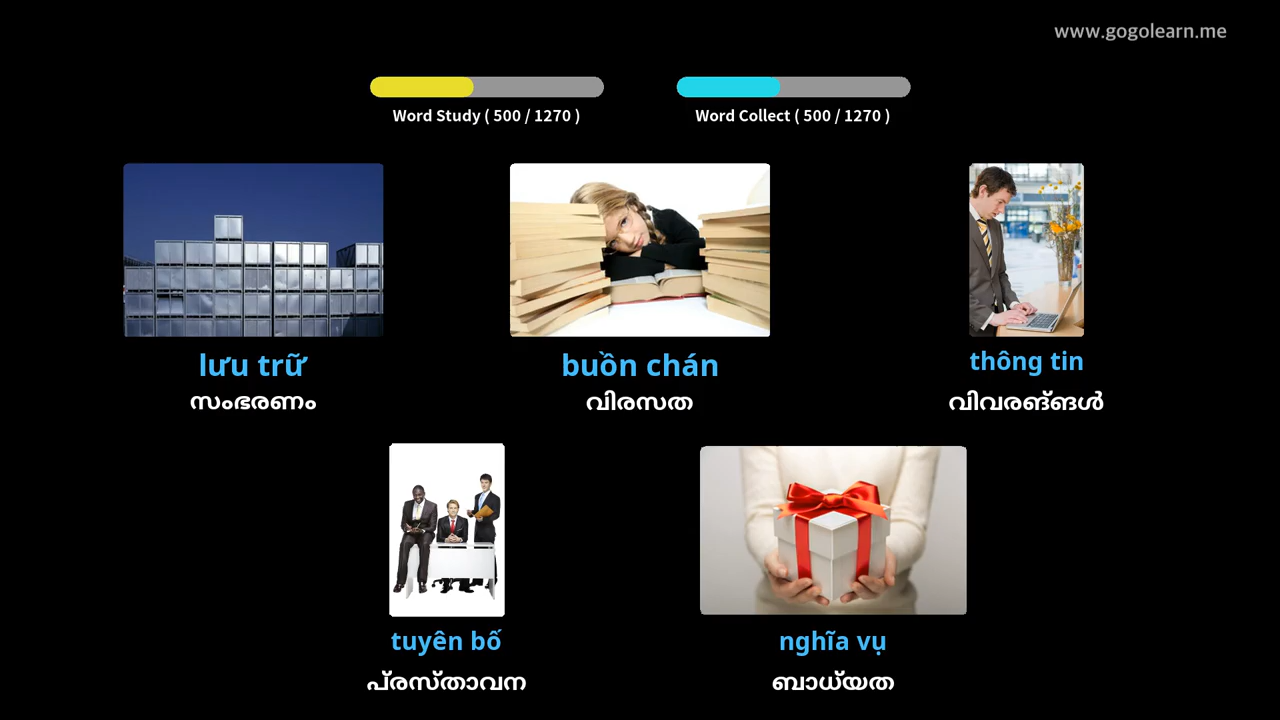 www.gogolearn.me
Word Study ( 500 / 1270 )
Word Collect ( 500 / 1270 )
lưu trữ
സംഭരണം
buồn chán
വിരസത
thông tin
വിവരങ്ങൾ
tuyên bố
പ്രസ്താവന
nghĩa vụ
ബാധ്യത